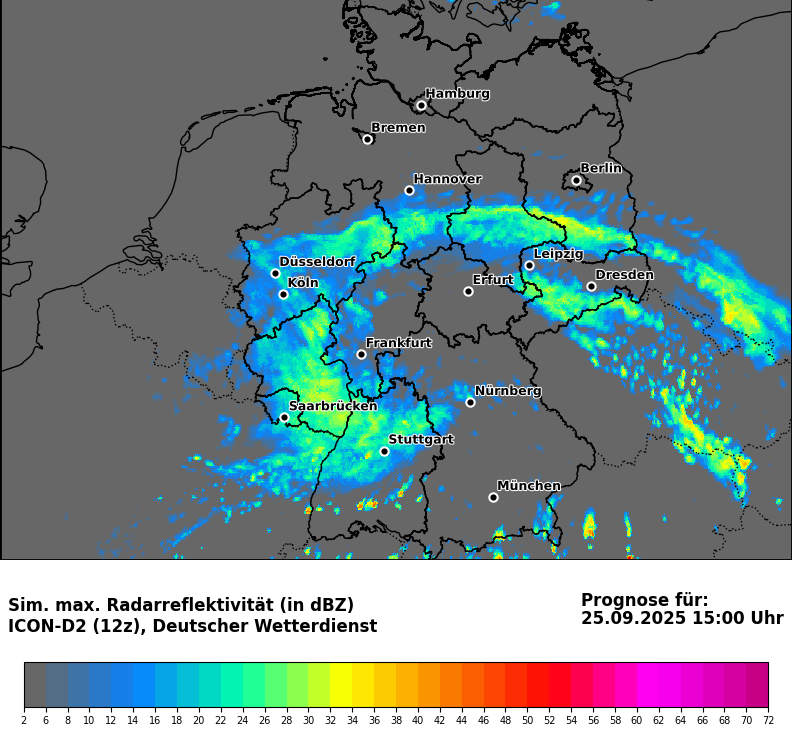 Hamburg
Bremen
Berlin
Hannover
Leipzig
Düsseldorf
Dresden
Köln
Erfurt
Frankfurt
Nürnberg
Saarbrücken
Stuttgart
München
Sim. max. Radarreflektivität (in dBZ)
ICON-D2 (12z), Deutscher Wetterdienst
Prognose für:
25.09.2025 15:00 Uhr
2 6 8 10 12 14 16 18 20 22 24 26 28 30 32 34 36 38 40 42 44 46 48 50 52 54 56 58 60 62 64 66 68 70 72